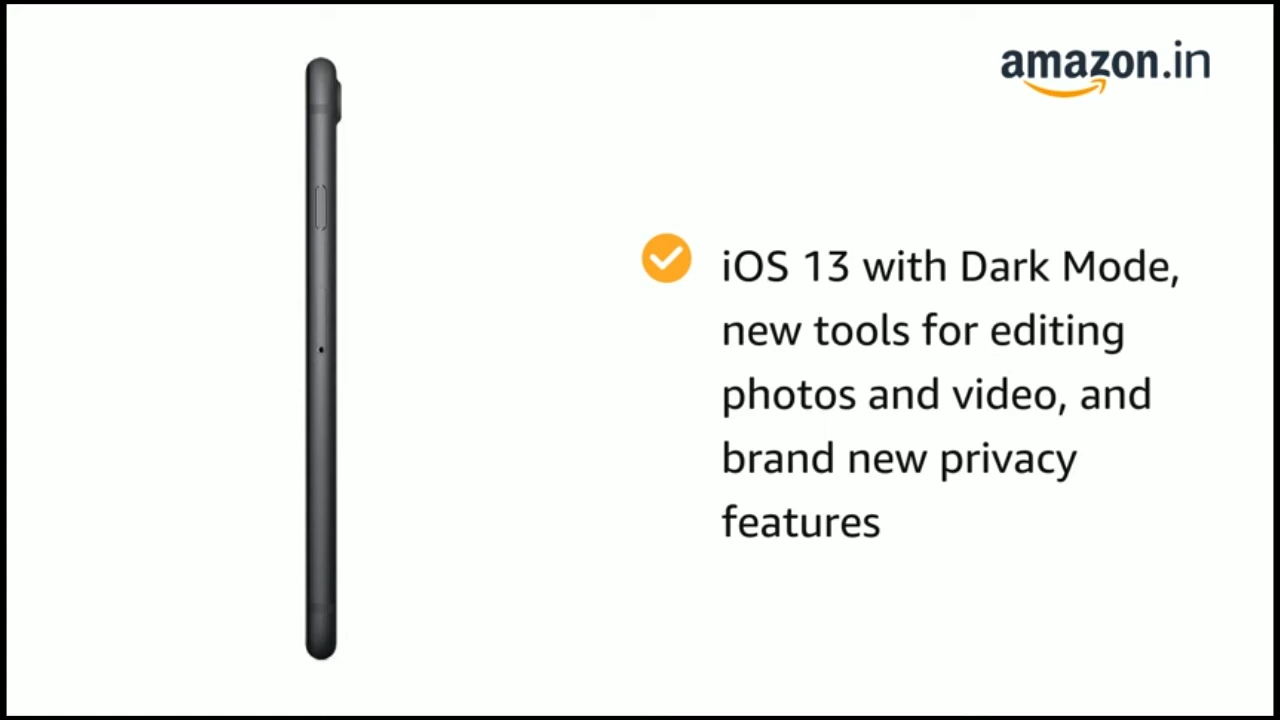 amazon.in
iOS 13 with Dark Mode,
new tools for editing
photos and video, and
brand new privacy
features